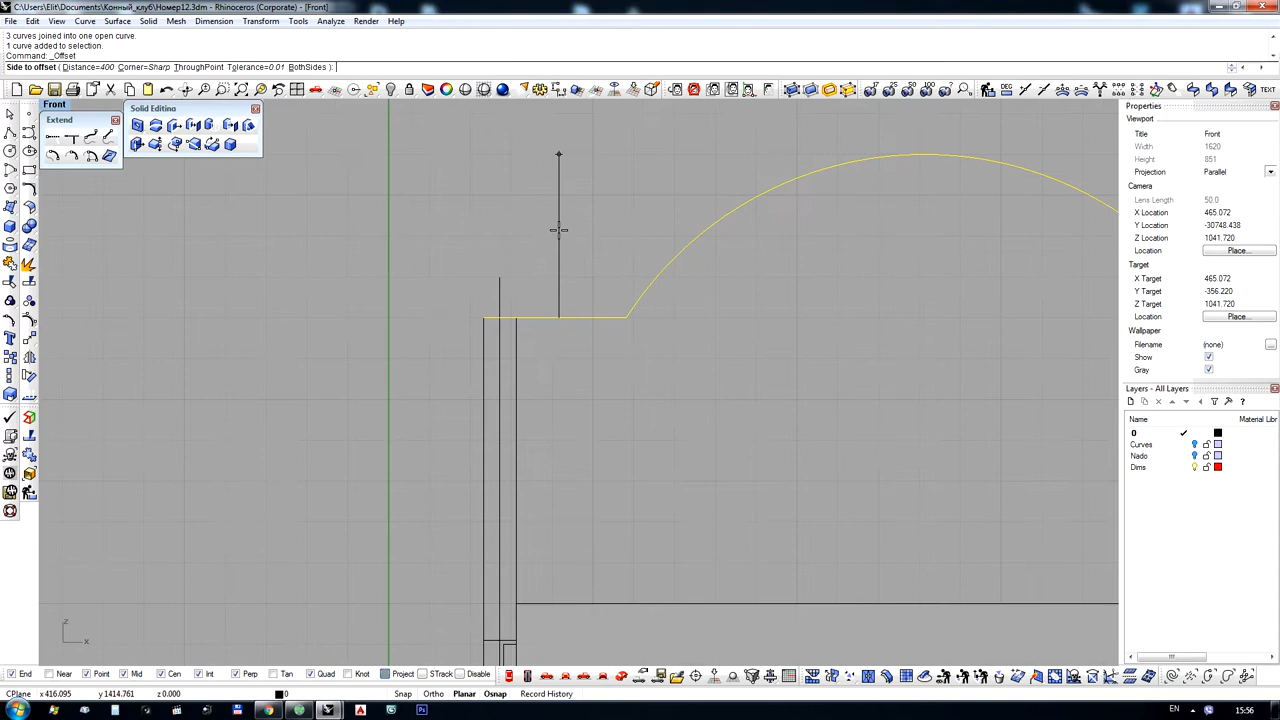 C:\Users\Elit\Documents\Конный_клуб\Номер12.3dm - Rhinoceros (Corporate) - [Front]
File Edit View Curve Surface Solid Mesh Dimension Transform Tools Analyze Render Help
3 curves joined into one open curve.
1 curve added to selection.
Command: _Offset
Side to offset ( Distance=400 Corner=Sharp ThroughPoint Tolerance=0.01 BothSides ):
Front
Extend
Solid Editing
TEXT
Properties
Viewport
Title Front
Width 1620
Height 851
Projection Parallel
Camera
Lens Length 50.0
X Location 465.072
Y Location -30748.438
Z Location 1041.720
Location Place...
Target
X Target 465.072
Y Target -356.220
Z Target 1041.720
Location Place...
Wallpaper
Filename (none) ...
Show
Gray
Layers - All Layers
Name Material Libr
0
Curves
Nado
Dims
z
x
End Near Point Mid Cen Int Perp Tan Quad Knot Project STrack Disable
CPlane x 416.095 y 1414.761 z 0.000 0 Snap Ortho Planar Osnap Record History
EN 15:56